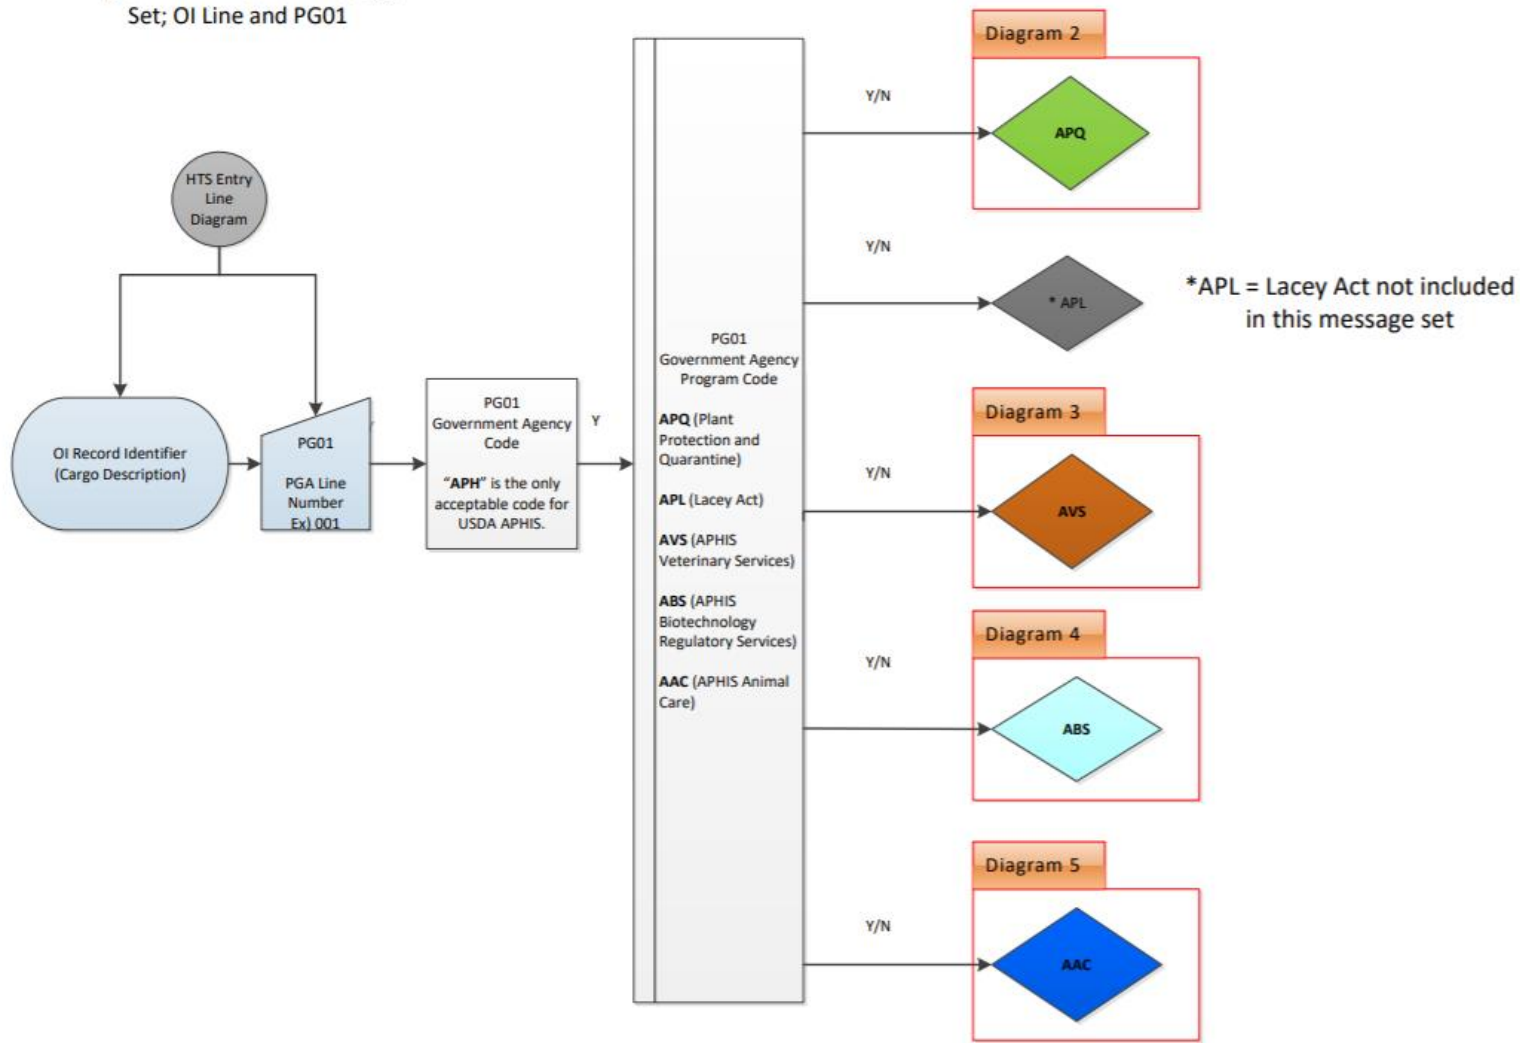 Set; OI Line and PG01
HTS Entry
Line
Diagram
OI Record Identifier
(Cargo Description)
PG01
PGA Line
Number
Ex) 001
PG01
Government Agency
Code
“APH” is the only
acceptable code for
USDA APHIS.
Y
PG01
Government Agency
Program Code
APQ (Plant
Protection and
Quarantine)
APL (Lacey Act)
AVS (APHIS
Veterinary Services)
ABS (APHIS
Biotechnology
Regulatory Services)
AAC (APHIS Animal
Care)
Diagram 2
Y/N
APQ
Y/N
* APL
*APL = Lacey Act not included
in this message set
Diagram 3
Y/N
AVS
Diagram 4
Y/N
ABS
Diagram 5
Y/N
AAC